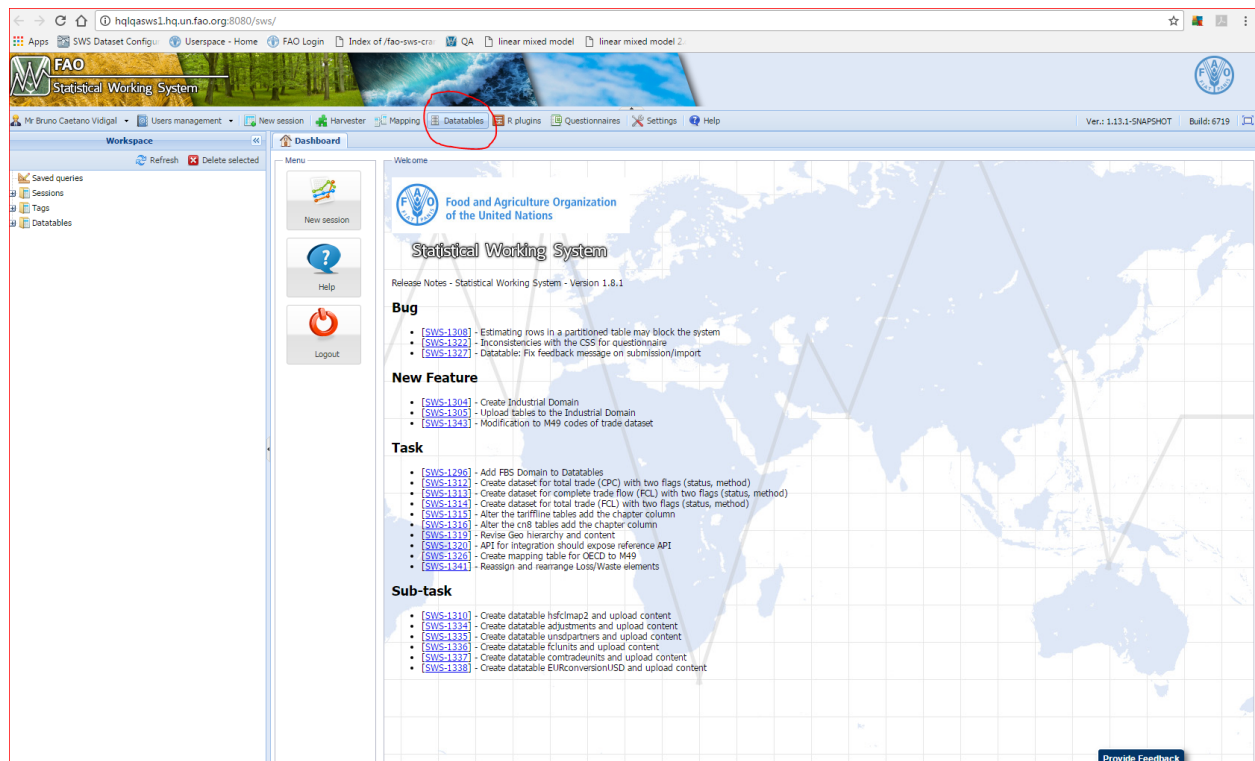 hqlqasws1.hq.un.fao.org:8080/sws/
Apps SWS Dataset Configu Userspace - Home FAO Login Index of /fao-sws-cra QA linear mixed model linear mixed model 2
FAO
Statistical Working System
Mr Bruno Caetano Vidigal Users management New session Harvester Mapping Datatables R plugins Questionnaires Settings Help Ver.: 1.13.1-SNAPSHOT Build: 6719
Workspace
Refresh Delete selected
Saved queries
Sessions
Tags
Datatables
Dashboard
Menu
New session
Help
Logout
Welcome
Food and Agriculture Organization
of the United Nations
Statistical Working System
Release Notes - Statistical Working System - Version 1.8.1
Bug
[SWS-1308] - Estimating rows in a partitioned table may block the system
[SWS-1322] - Inconsistencies with the CSS for questionnaire
[SWS-1327] - Datatable: Fix feedback message on submission/import
New Feature
[SWS-1304] - Create Industrial Domain
[SWS-1305] - Upload tables to the Industrial Domain
[SWS-1343] - Modification to M49 codes of trade dataset
Task
[SWS-1296] - Add FBS Domain to Datatables
[SWS-1312] - Create dataset for total trade (CPC) with two flags (status, method)
[SWS-1313] - Create dataset for complete trade flow (FCL) with two flags (status, method)
[SWS-1314] - Create dataset for total trade (FCL) with two flags (status, method)
[SWS-1315] - Alter the tariffline tables add the chapter column
[SWS-1316] - Alter the cn8 tables add the chapter column
[SWS-1319] - Revise Geo hierarchy and content
[SWS-1320] - API for integration should expose reference API
[SWS-1326] - Create mapping table for OECD to M49
[SWS-1341] - Reassign and rearrange Loss/Waste elements
Sub-task
[SWS-1310] - Create datatable hsfclmap2 and upload content
[SWS-1334] - Create datatable adjustments and upload content
[SWS-1335] - Create datatable unsdpartners and upload content
[SWS-1336] - Create datatable fclunits and upload content
[SWS-1337] - Create datatable comtradeunits and upload content
[SWS-1338] - Create datatable EURconversionUSD and upload content
Provide Feedback